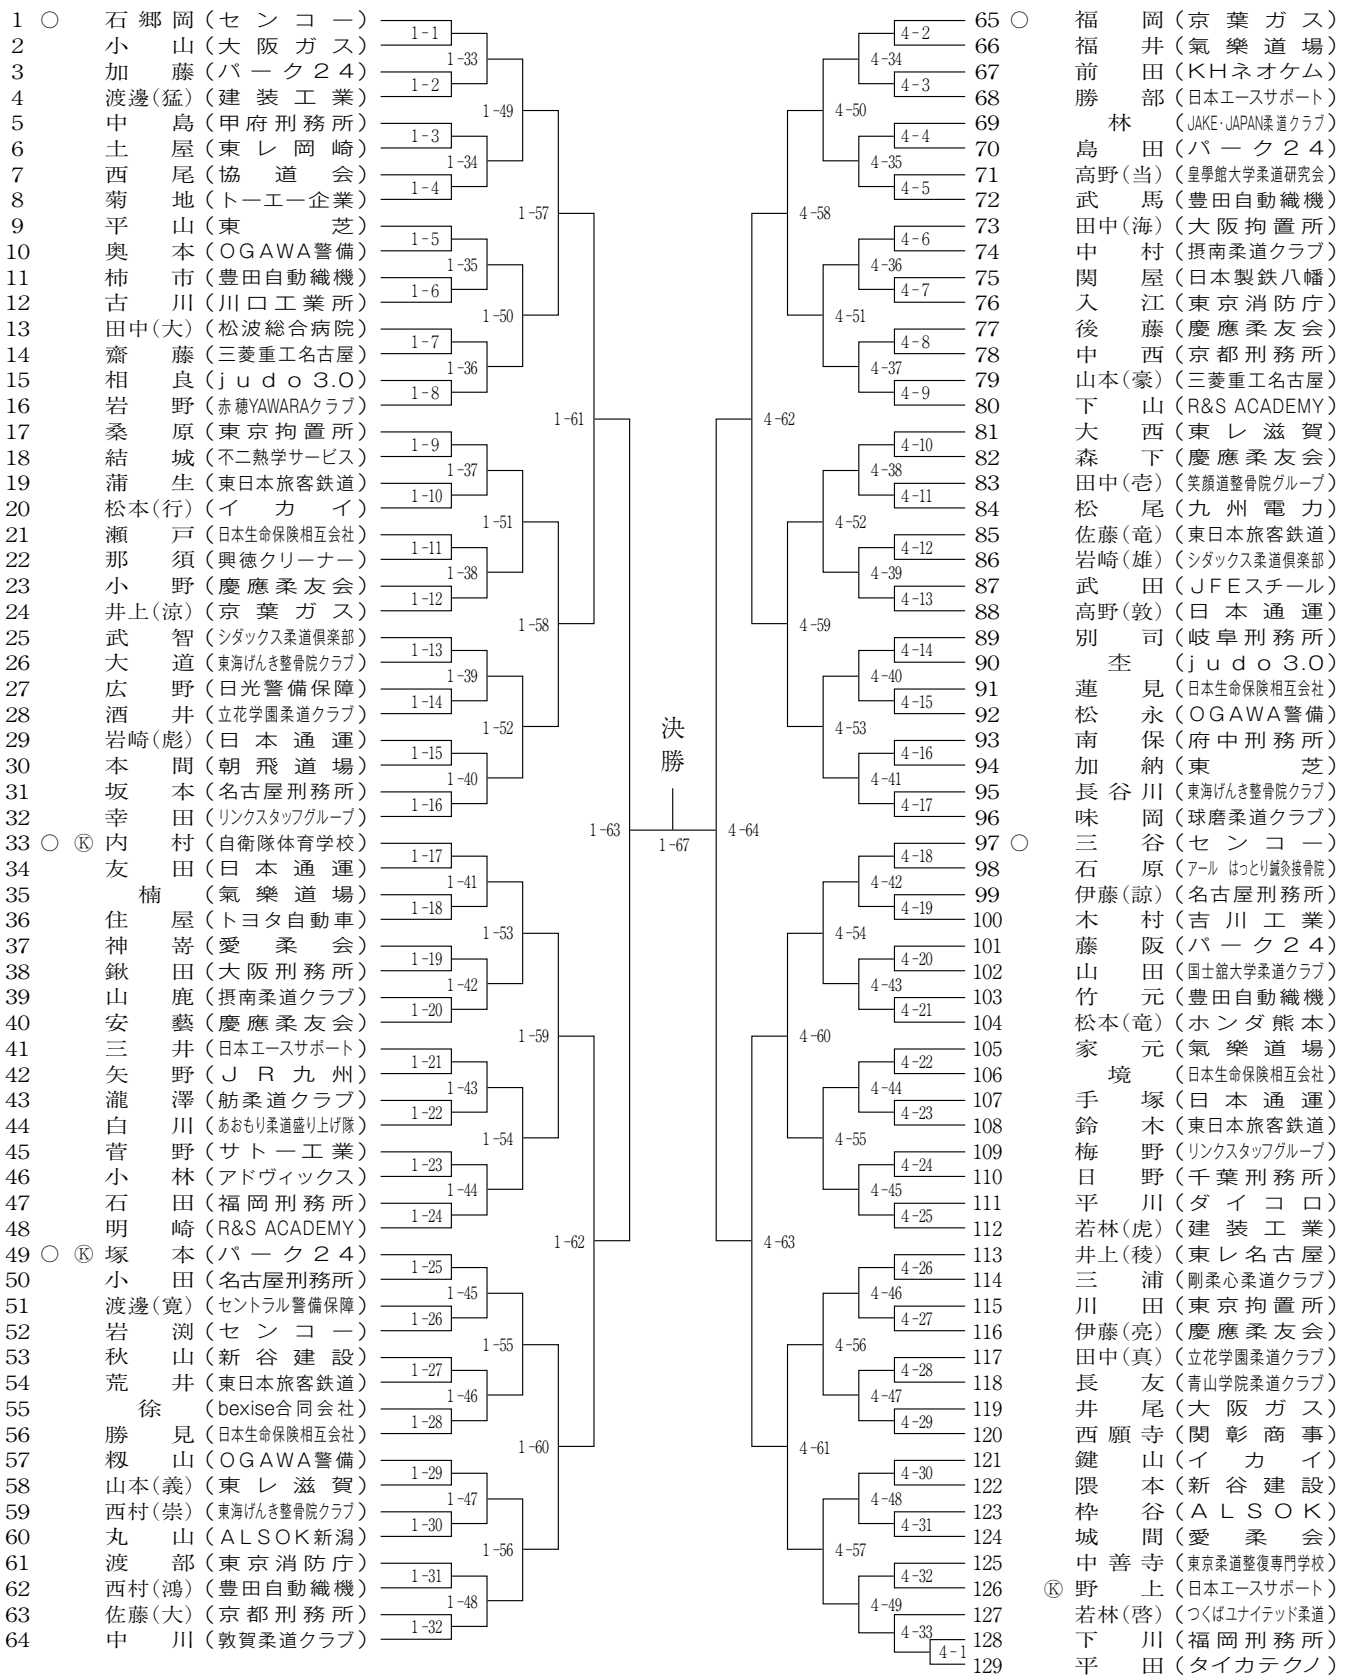 1 ○ 石郷岡（センコー）
2 小山（大阪ガス）
3 加藤（パーク２４）
4 渡邊(猛)（建装工業）
5 中島（甲府刑務所）
6 土屋（東レ岡崎）
7 西尾（協道会）
8 菊地（トーエー企業）
9 平山（東芝）
10 奥本（OGAWA警備）
11 柿市（豊田自動織機）
12 古川（川口工業所）
13 田中(大)（松波総合病院）
14 齋藤（三菱重工名古屋）
15 相良（judo3.0）
16 岩野（赤穂YAWARAクラブ）
17 桑原（東京拘置所）
18 結城（不二熱学サービス）
19 蒲生（東日本旅客鉄道）
20 松本(行)（イカイ）
21 瀬戸（日本生命保険相互会社）
22 那須（興徳クリーナー）
23 小野（慶應柔友会）
24 井上(涼)（京葉ガス）
25 武智（シダックス柔道倶楽部）
26 大道（東海げんき整骨院クラブ）
27 広野（日光警備保障）
28 酒井（立花学園柔道クラブ）
29 岩崎(彪)（日本通運）
30 本間（朝飛道場）
31 坂本（名古屋刑務所）
32 幸田（リンクスタッフグループ）
33 ○ Ⓚ 内村（自衛隊体育学校）
34 友田（日本通運）
35 楠（氣樂道場）
36 住屋（トヨタ自動車）
37 神嵜（愛柔会）
38 鍬田（大阪刑務所）
39 山鹿（摂南柔道クラブ）
40 安藝（慶應柔友会）
41 三井（日本エースサポート）
42 矢野（ＪＲ九州）
43 瀧澤（舫柔道クラブ）
44 白川（あおもり柔道盛り上げ隊）
45 菅野（サトー工業）
46 小林（アドヴィックス）
47 石田（福岡刑務所）
48 明崎（R&S ACADEMY）
49 ○ Ⓚ 塚本（パーク２４）
50 小田（名古屋刑務所）
51 渡邊(寛)（セントラル警備保障）
52 岩渕（センコー）
53 秋山（新谷建設）
54 荒井（東日本旅客鉄道）
55 徐（bexise合同会社）
56 勝見（日本生命保険相互会社）
57 籾山（OGAWA警備）
58 山本(義)（東レ滋賀）
59 西村(崇)（東海げんき整骨院クラブ）
60 丸山（ALSOK新潟）
61 渡部（東京消防庁）
62 西村(鴻)（豊田自動織機）
63 佐藤(大)（京都刑務所）
64 中川（敦賀柔道クラブ）
1-1
1-2
1-3
1-4
1-5
1-6
1-7
1-8
1-9
1-10
1-11
1-12
1-13
1-14
1-15
1-16
1-17
1-18
1-19
1-20
1-21
1-22
1-23
1-24
1-25
1-26
1-27
1-28
1-29
1-30
1-31
1-32
1-33
1-34
1-35
1-36
1-37
1-38
1-39
1-40
1-41
1-42
1-43
1-44
1-45
1-46
1-47
1-48
1-49
1-50
1-51
1-52
1-53
1-54
1-55
1-56
1-57
1-58
1-59
1-60
1-61
1-62
1-63
決勝
1-67
4-64
4-62
4-63
4-58
4-59
4-60
4-61
4-50
4-51
4-52
4-53
4-54
4-55
4-56
4-57
4-34
4-35
4-36
4-37
4-38
4-39
4-40
4-41
4-42
4-43
4-44
4-45
4-46
4-47
4-48
4-49
4-2
4-3
4-4
4-5
4-6
4-7
4-8
4-9
4-10
4-11
4-12
4-13
4-14
4-15
4-16
4-17
4-18
4-19
4-20
4-21
4-22
4-23
4-24
4-25
4-26
4-27
4-28
4-29
4-30
4-31
4-32
4-33
4-1
65 ○ 福岡（京葉ガス）
66 福井（氣樂道場）
67 前田（KHネオケム）
68 勝部（日本エースサポート）
69 林（JAKE・JAPAN柔道クラブ）
70 島田（パーク２４）
71 高野(当)（皇學館大学柔道研究会）
72 武馬（豊田自動織機）
73 田中(海)（大阪拘置所）
74 中村（摂南柔道クラブ）
75 関屋（日本製鉄八幡）
76 入江（東京消防庁）
77 後藤（慶應柔友会）
78 中西（京都刑務所）
79 山本(豪)（三菱重工名古屋）
80 下山（R&S ACADEMY）
81 大西（東レ滋賀）
82 森下（慶應柔友会）
83 田中(壱)（笑顔道整骨院グループ）
84 松尾（九州電力）
85 佐藤(竜)（東日本旅客鉄道）
86 岩崎(雄)（シダックス柔道倶楽部）
87 武田（JFEスチール）
88 高野(敦)（日本通運）
89 別司（岐阜刑務所）
90 杢（judo3.0）
91 蓮見（日本生命保険相互会社）
92 松永（OGAWA警備）
93 南保（府中刑務所）
94 加納（東芝）
95 長谷川（東海げんき整骨院クラブ）
96 味岡（球磨柔道クラブ）
97 ○ 三谷（センコー）
98 石原（アール はっとり鍼灸接骨院）
99 伊藤(諒)（名古屋刑務所）
100 木村（吉川工業）
101 藤阪（パーク２４）
102 山田（国士舘大学柔道クラブ）
103 竹元（豊田自動織機）
104 松本(竜)（ホンダ熊本）
105 家元（氣樂道場）
106 境（日本生命保険相互会社）
107 手塚（日本通運）
108 鈴木（東日本旅客鉄道）
109 梅野（リンクスタッフグループ）
110 日野（千葉刑務所）
111 平川（ダイコロ）
112 若林(虎)（建装工業）
113 井上(稜)（東レ名古屋）
114 三浦（剛柔心柔道クラブ）
115 川田（東京拘置所）
116 伊藤(亮)（慶應柔友会）
117 田中(真)（立花学園柔道クラブ）
118 長友（青山学院柔道クラブ）
119 井尾（大阪ガス）
120 西願寺（関彰商事）
121 鍵山（イカイ）
122 隈本（新谷建設）
123 枠谷（ＡＬＳＯＫ）
124 城間（愛柔会）
125 中善寺（東京柔道整復専門学校）
126 Ⓚ 野上（日本エースサポート）
127 若林(啓)（つくばユナイテッド柔道）
128 下川（福岡刑務所）
129 平田（タイカテクノ）